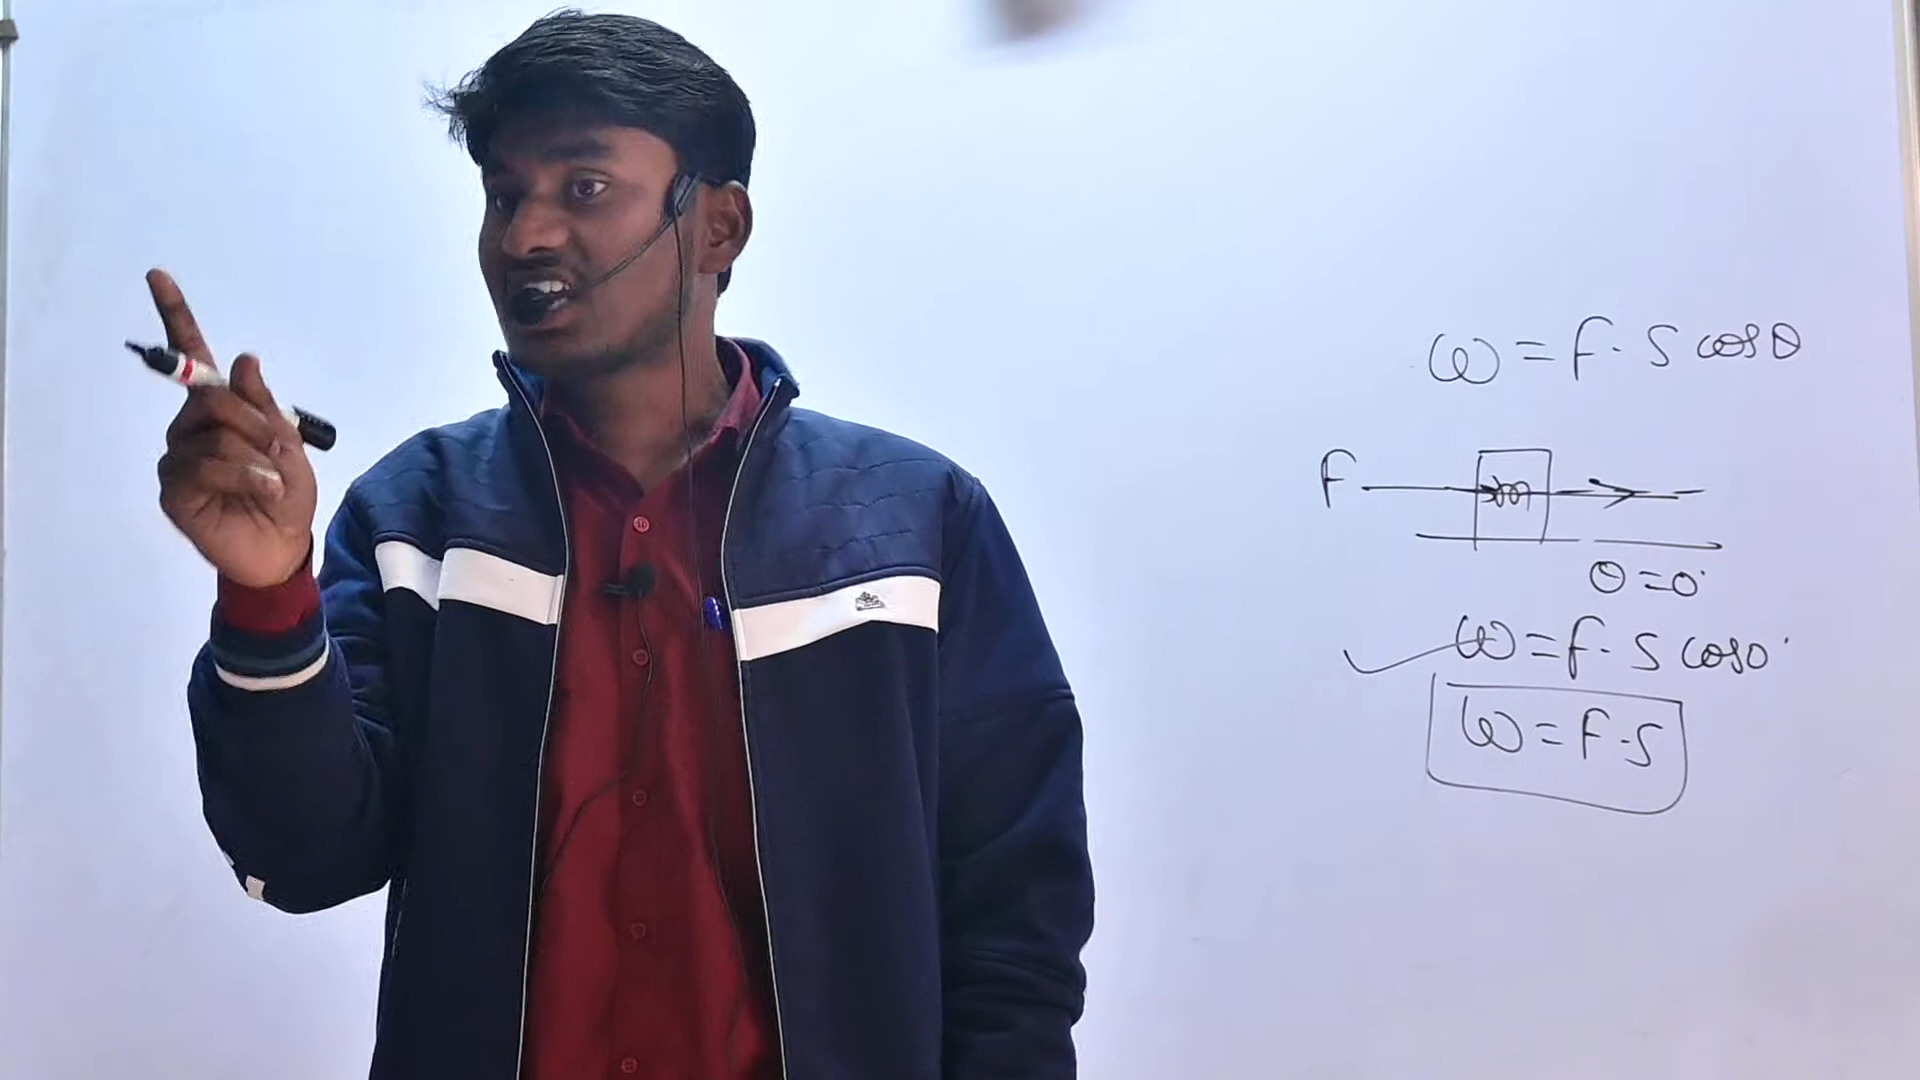 W = F · S cosθ
F m
θ = 0°
W = F · S cos0°
W = F · S